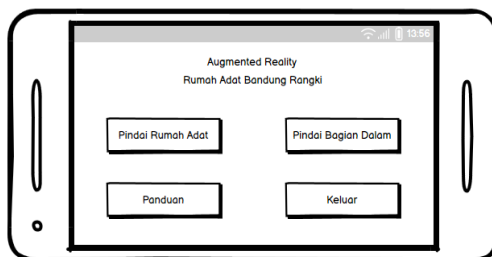 13:56
Augmented Reality
Rumah Adat Bandung Rangki
Pindai Rumah Adat
Pindai Bagian Dalam
Panduan
Keluar